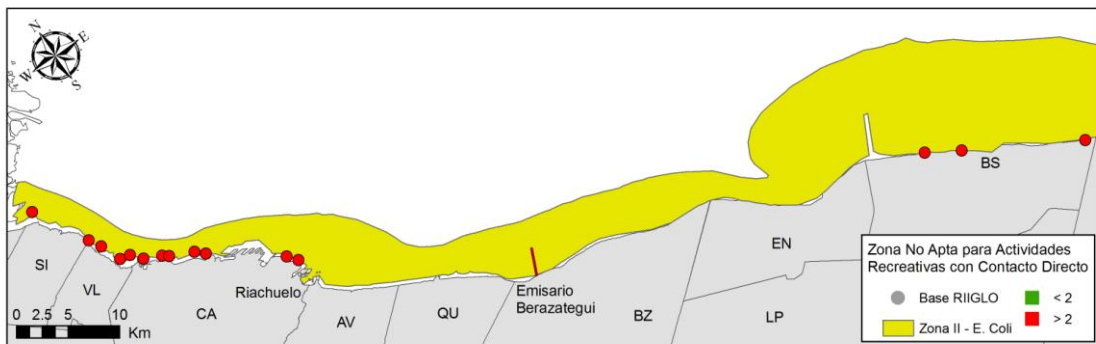 N
E
W
S
SI
VL
CA
Riachuelo
AV
QU
Emisario
Berazategui
BZ
EN
LP
BS
0 2.5 5 10
Km
Zona No Apta para Actividades
Recreativas con Contacto Directo
Base RIIGLO
< 2
Zona II - E. Coli
> 2